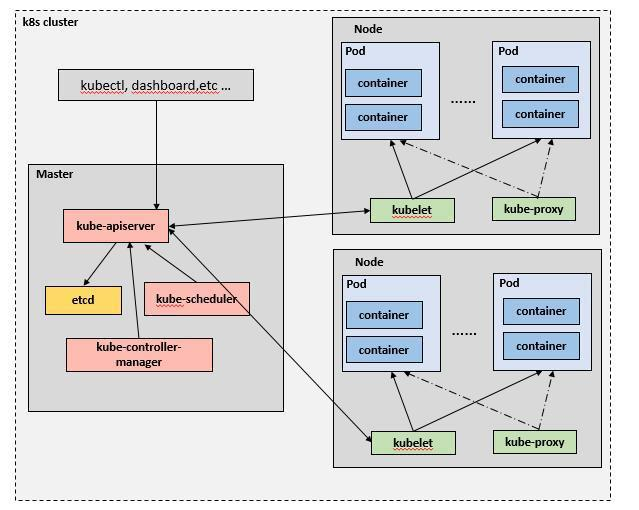 k8s cluster
kubectl, dashboard,etc ...
Master
kube-apiserver
etcd
kube-scheduler
kube-controller-
manager
Node
Pod
container
container
......
Pod
container
container
kubelet
kube-proxy
Node
Pod
container
container
......
Pod
container
container
kubelet
kube-proxy